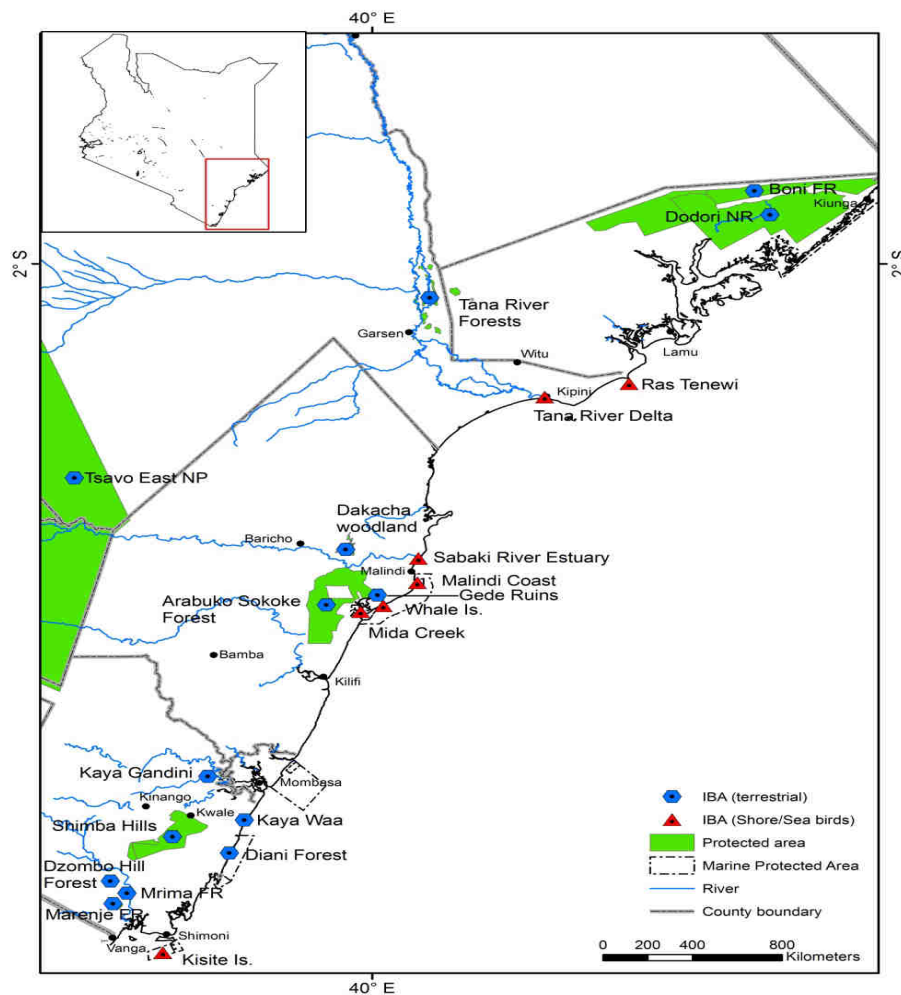 40° E
Boni FR
Kiunga
Dodori NR
2° S
2° S
Tana River
Forests
Garsen
Lamu
Witu
Ras Tenewi
Kipini
Tana River Delta
Tsavo East NP
Dakacha
woodland
Baricho
Sabaki River Estuary
Malindi
Malindi Coast
Gede Ruins
Arabuko Sokoke
Forest
Whale Is.
Mida Creek
Bamba
Kilifi
Kaya Gandini
Mombasa
Kinango
Kwale
Kaya Waa
Shimba Hills
Diani Forest
Dzombo Hill
Forest
Mrima FR
Marenje FR
Shimoni
Vanga
Kisite Is.
IBA (terrestrial)
IBA (Shore/Sea birds)
Protected area
Marine Protected Area
River
County boundary
0 200 400 600 800
Kilometers
40° E